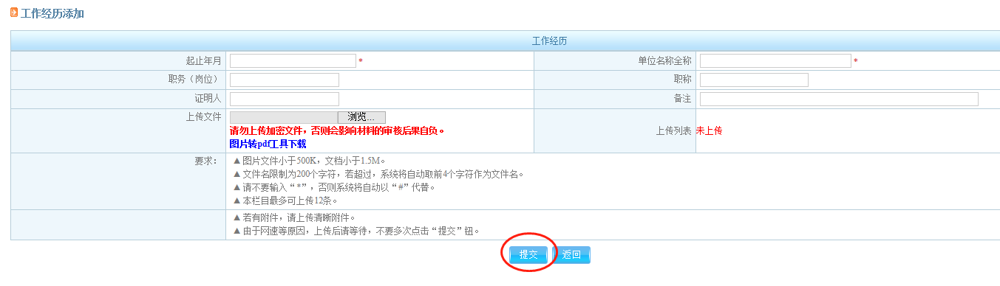 工作经历添加
工作经历
起止年月 * 单位名称全称 *
职务（岗位） 职称
证明人 备注
上传文件 浏览...
请勿上传加密文件，否则会影响材料的审核后果自负。
图片转pdf工具下载
上传列表 未上传
要求： ▲图片文件小于500K，文档小于1.5M。
▲文件名限制为200个字符，若超过，系统将自动取前4个字符作为文件名。
▲请不要输入“*”，否则系统将自动以“#”代替。
▲本栏目最多可上传12条。
▲若有附件，请上传清晰附件。
▲由于网速等原因，上传后请等待，不要多次点击“提交”钮。
提交 返回